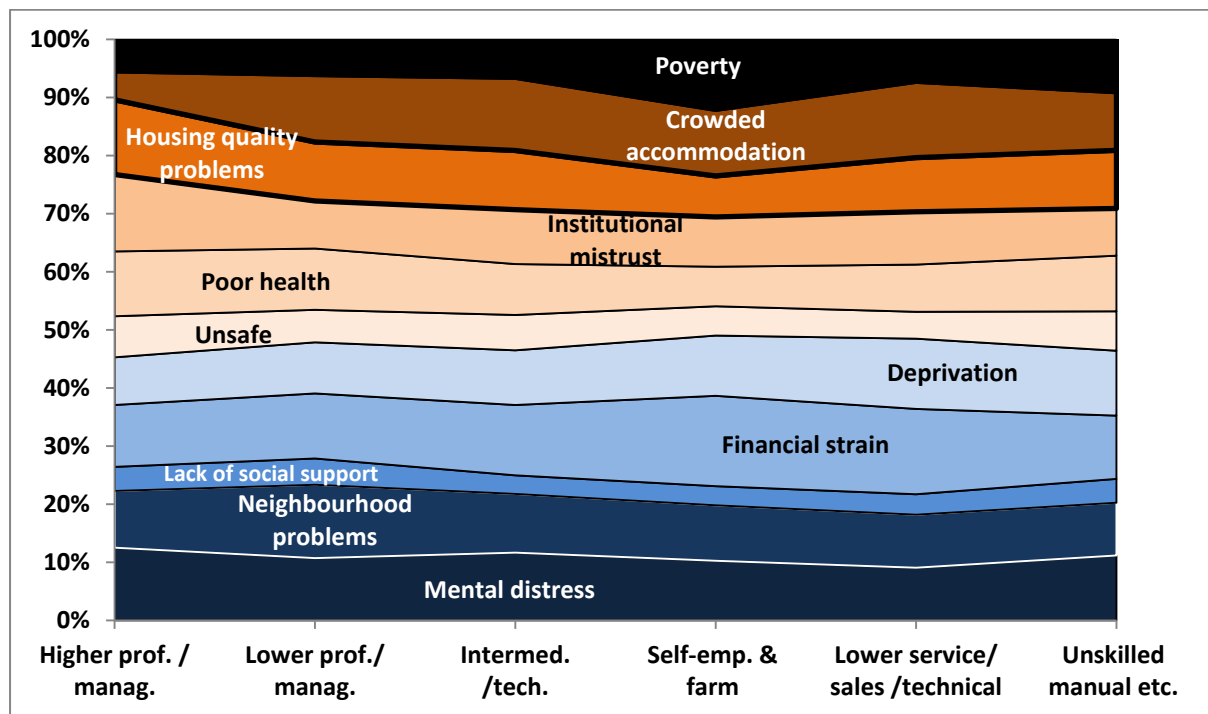 100%
90%
80%
70%
60%
50%
40%
30%
20%
10%
0%
Poverty
Crowded
accommodation
Housing quality
problems
Institutional
mistrust
Poor health
Unsafe
Deprivation
Financial strain
Lack of social support
Neighbourhood
problems
Mental distress
Higher prof. /
manag.
Lower prof./
manag.
Intermed.
/tech.
Self-emp. &
farm
Lower service/
sales /technical
Unskilled
manual etc.